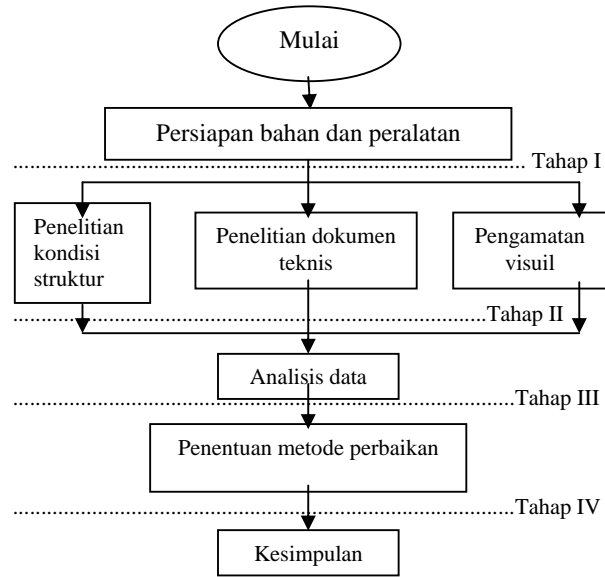 Mulai
Persiapan bahan dan peralatan
Tahap I
Penelitian
kondisi
struktur
Penelitian dokumen
teknis
Pengamatan
visuil
Tahap II
Analisis data
Tahap III
Penentuan metode perbaikan
Tahap IV
Kesimpulan